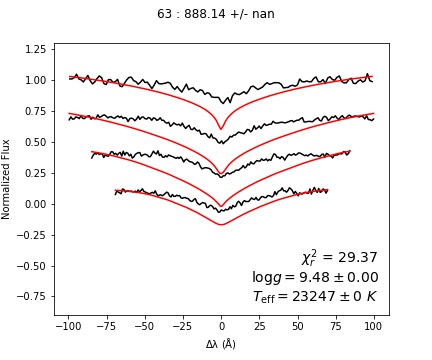 63 : 888.14 +/- nan
1.25
1.00
0.75
0.50
0.25
0.00
−0.25
−0.50
−0.75
Normalized Flux
χ²ᵣ = 29.37
log g = 9.48 ± 0.00
T_eff = 23247 ± 0 K
−100 −75 −50 −25 0 25 50 75 100
Δλ (Å)